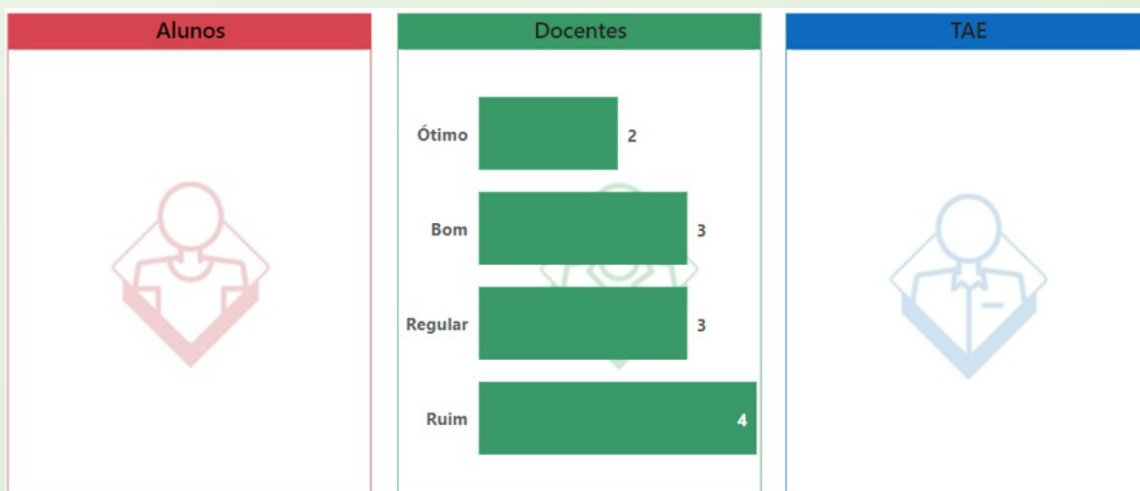 Alunos
Docentes
TAE
Ótimo 2
Bom 3
Regular 3
Ruim 4